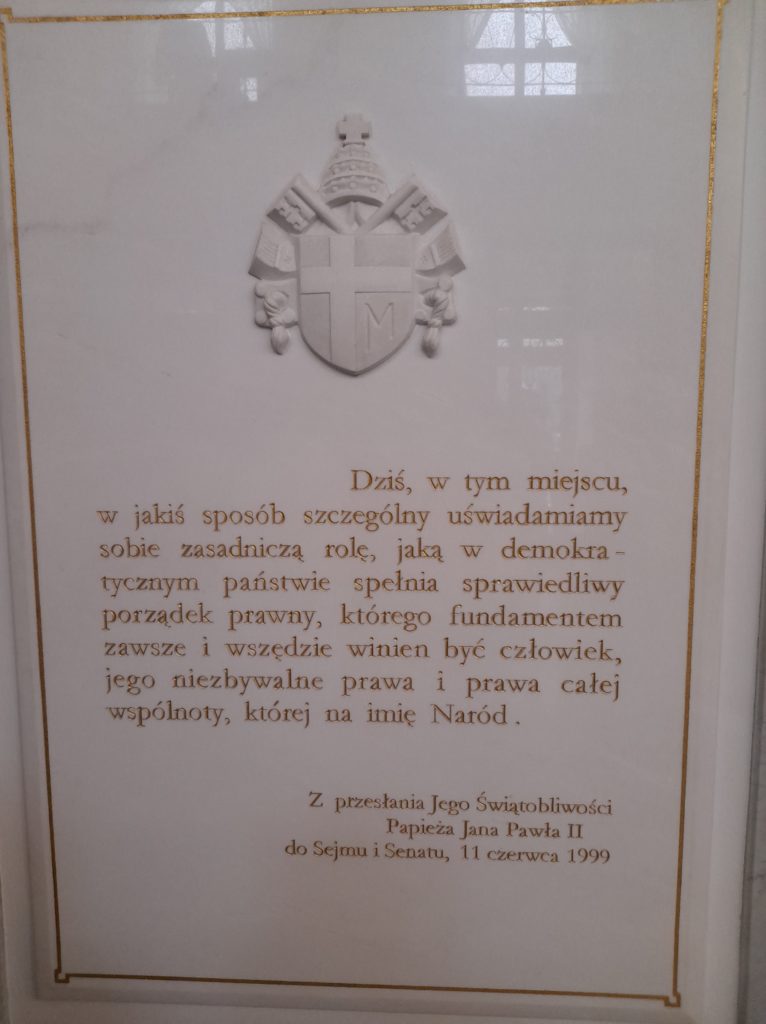 M
Dziś, w tym miejscu,
w jakiś sposób szczególny uświadamiamy
sobie zasadniczą rolę, jaką w demokra-
tycznym państwie spełnia sprawiedliwy
porządek prawny, którego fundamentem
zawsze i wszędzie winien być człowiek,
jego niezbywalne prawa i prawa całej
wspólnoty, której na imię Naród.
Z przesłania Jego Świątobliwości
Papieża Jana Pawła II
do Sejmu i Senatu, 11 czerwca 1999